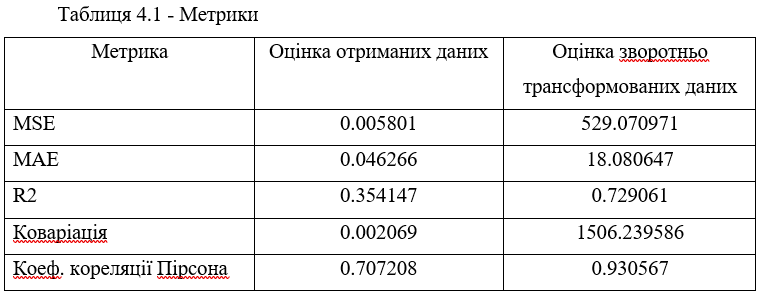 Таблиця 4.1 - Метрики
Метрика Оцінка отриманих даних Оцінка зворотньо
трансформованих даних
MSE 0.005801 529.070971
MAE 0.046266 18.080647
R2 0.354147 0.729061
Коваріація 0.002069 1506.239586
Коеф. кореляції Пірсона 0.707208 0.930567